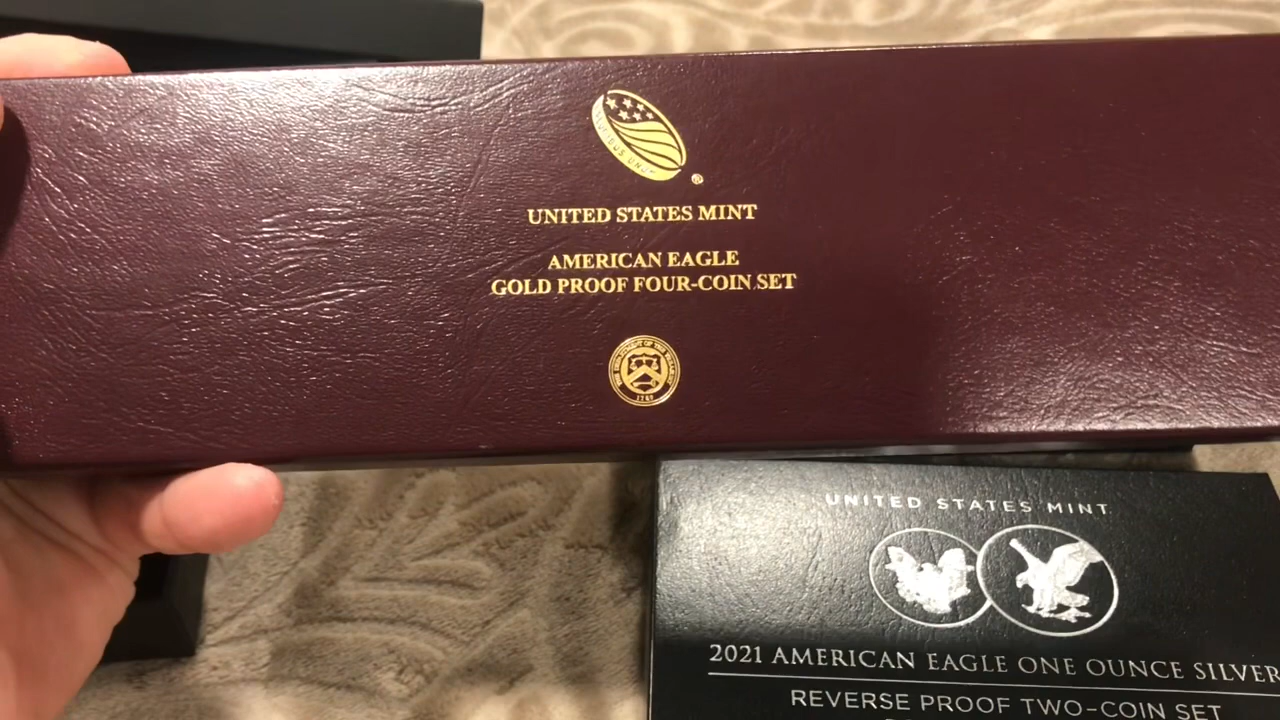 ®
UNITED STATES MINT
AMERICAN EAGLE
GOLD PROOF FOUR-COIN SET
1789
UNITED STATES MINT
2021 AMERICAN EAGLE ONE OUNCE SILVER
REVERSE PROOF TWO-COIN SET